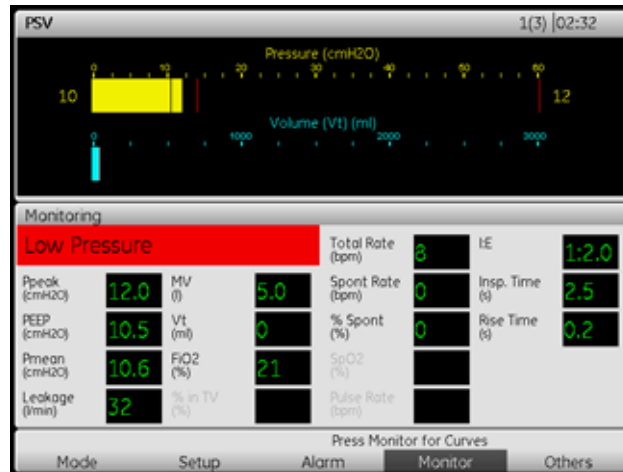 PSV 1(3) 02:32
Pressure (cmH2O)
0 10 20 30 40 50 60
10 12
Volume (Vt) (ml)
0 1000 2000 3000
Monitoring
Low Pressure
Total Rate (bpm) 8
I:E 1:2.0
Ppeak (cmH2O) 12.0
MV (l) 5.0
Spont Rate (bpm) 0
Insp. Time (s) 2.5
PEEP (cmH2O) 10.5
Vt (ml) 0
% Spont (%) 0
Rise Time (s) 0.2
Pmean (cmH2O) 10.6
FiO2 (%) 21
SpO2 (%)
Leakage (l/min) 32
% in TV (%)
Pulse Rate (bpm)
Press Monitor for Curves
Mode Setup Alarm Monitor Others